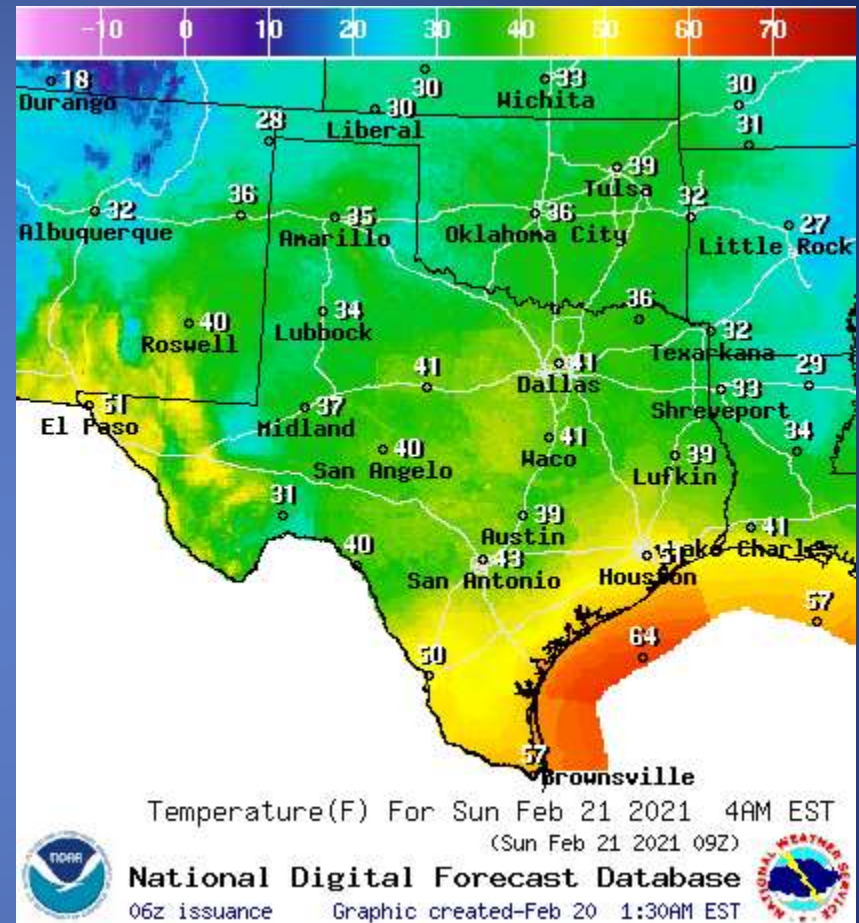 -10 0 10 20 30 40 50 60 70
18
Durango
30
33
Wichita
30
30
Liberal
28
31
39
Tulsa
32
Albuquerque
36
35
Amarillo
36
Oklahoma City
32
27
Little Rock
40
Roswell
34
Lubbock
36
32
Texarkana
41
41
Dallas
33
Shreveport
29
51
El Paso
37
Midland
40
San Angelo
41
Waco
39
Lufkin
34
31
39
Austin
41
Lake Charles
40
43
San Antonio
51
Houston
57
64
50
57
Brownsville
Temperature(F) For Sun Feb 21 2021 4AM EST
(Sun Feb 21 2021 09Z)
NOAA
NATIONAL WEATHER SERVICE
National Digital Forecast Database
06z issuance Graphic created-Feb 20 1:30AM EST